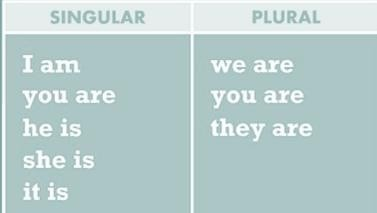 SINGULAR
PLURAL
I am
you are
he is
she is
it is
we are
you are
they are